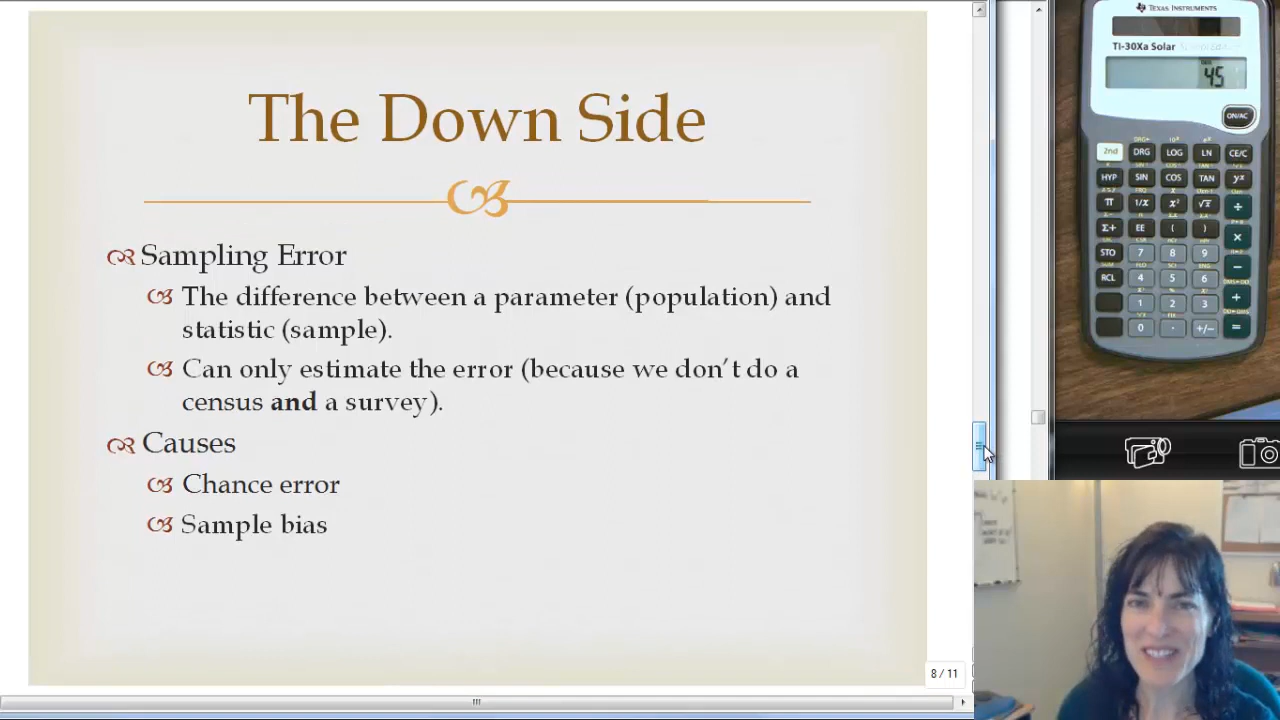 The Down Side
Sampling Error
The difference between a parameter (population) and
statistic (sample).
Can only estimate the error (because we don't do a
census and a survey).
Causes
Chance error
Sample bias
8 / 11
TEXAS INSTRUMENTS
TI-30Xa Solar
45
ON/AC
2nd DRG LOG LN CE/C
HYP SIN COS TAN yˣ
π 1/x x² √x ÷
Σ+ EE ( ) ×
STO 7 8 9 −
RCL 4 5 6 +
1 2 3
0 · +/− =